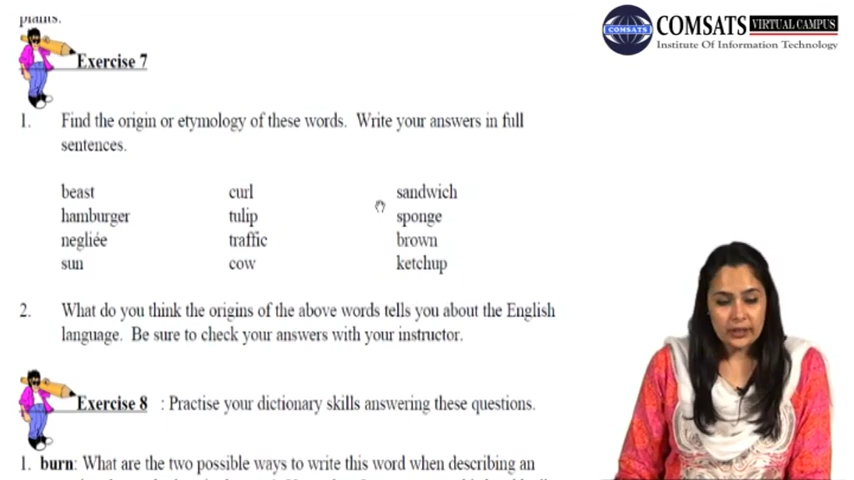 plants.
COMSATS VIRTUAL CAMPUS
COMSATS
Institute Of Information Technology
Exercise 7
1. Find the origin or etymology of these words. Write your answers in full
sentences.
beast curl sandwich
hamburger tulip sponge
negliée traffic brown
sun cow ketchup
2. What do you think the origins of the above words tells you about the English
language. Be sure to check your answers with your instructor.
Exercise 8 : Practise your dictionary skills answering these questions.
1. burn: What are the two possible ways to write this word when describing an